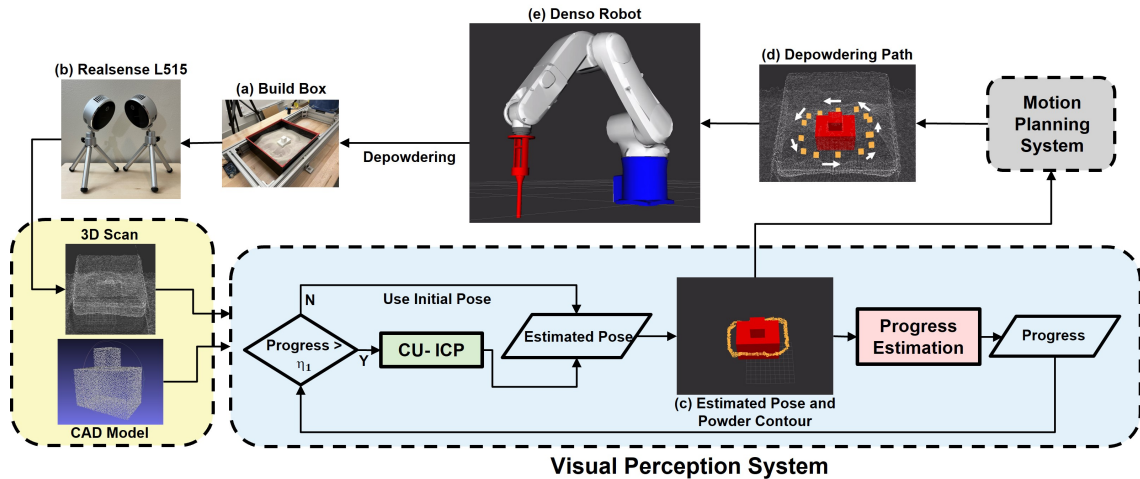 (e) Denso Robot
(b) Realsense L515
(a) Build Box
(d) Depowdering Path
Motion
Planning
System
Depowdering
3D Scan
CAD Model
N
Use Initial Pose
Progress >
η₁
Y
CU- ICP
Estimated Pose
(c) Estimated Pose and
Powder Contour
Progress
Estimation
Progress
Visual Perception System